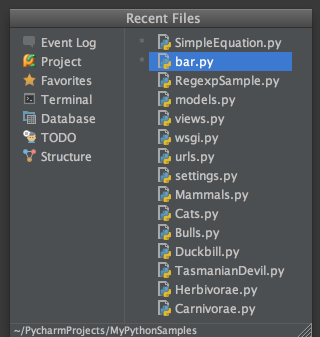 Recent Files
Event Log
Project
Favorites
Terminal
Database
TODO
Structure
SimpleEquation.py
bar.py
RegexpSample.py
models.py
views.py
wsgi.py
urls.py
settings.py
Mammals.py
Cats.py
Bulls.py
Duckbill.py
TasmanianDevil.py
Herbivorae.py
Carnivorae.py
~/PycharmProjects/MyPythonSamples